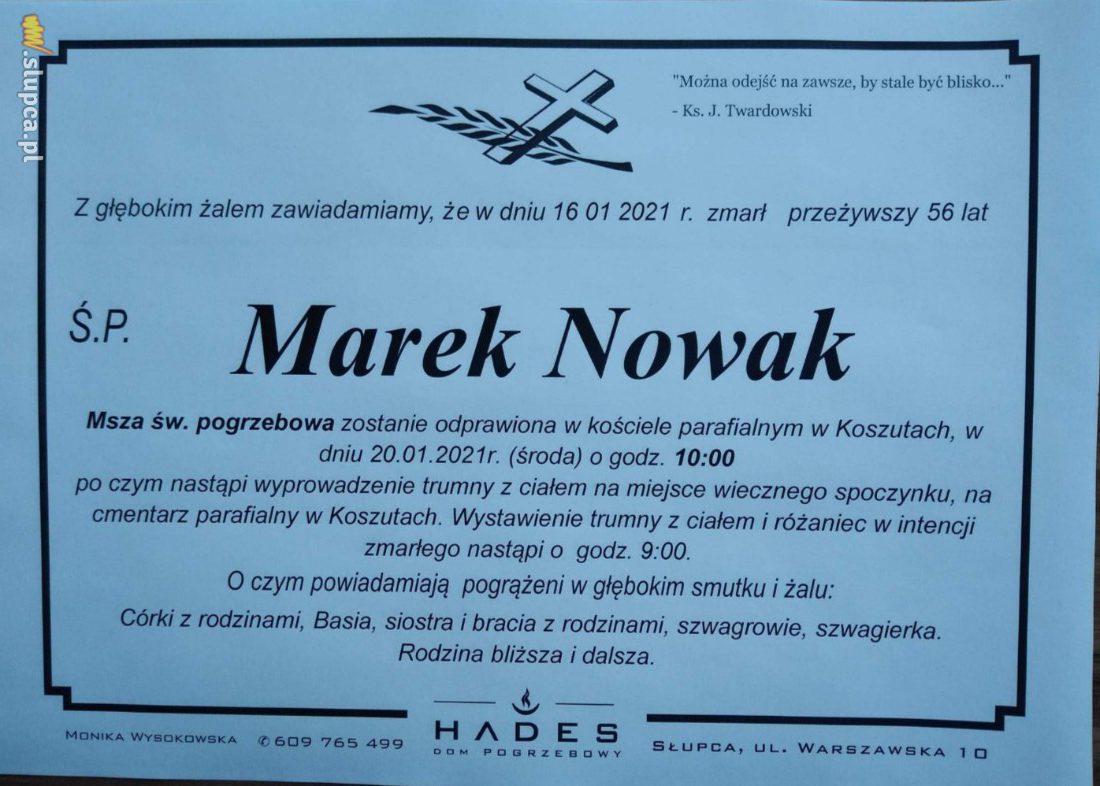 .slupca.pl
"Można odejść na zawsze, by stale być blisko..."
- Ks. J. Twardowski
Z głębokim żalem zawiadamiamy, że w dniu 16 01 2021 r. zmarł przeżywszy 56 lat
Ś.P. Marek Nowak
Msza św. pogrzebowa zostanie odprawiona w kościele parafialnym w Koszutach, w
dniu 20.01.2021r. (środa) o godz. 10:00
po czym nastąpi wyprowadzenie trumny z ciałem na miejsce wiecznego spoczynku, na
cmentarz parafialny w Koszutach. Wystawienie trumny z ciałem i różaniec w intencji
zmarłego nastąpi o godz. 9:00.
O czym powiadamiają pogrążeni w głębokim smutku i żalu:
Córki z rodzinami, Basia, siostra i bracia z rodzinami, szwagrowie, szwagierka.
Rodzina bliższa i dalsza.
Monika Wysokowska ✆ 609 765 499
HADES
DOM POGRZEBOWY
Słupca, ul. Warszawska 10